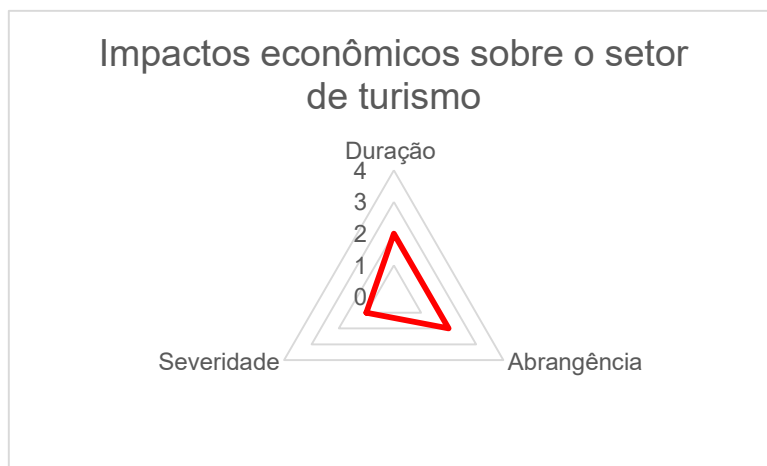 Impactos econômicos sobre o setor
de turismo
Duração
4
3
2
1
0
Severidade
Abrangência